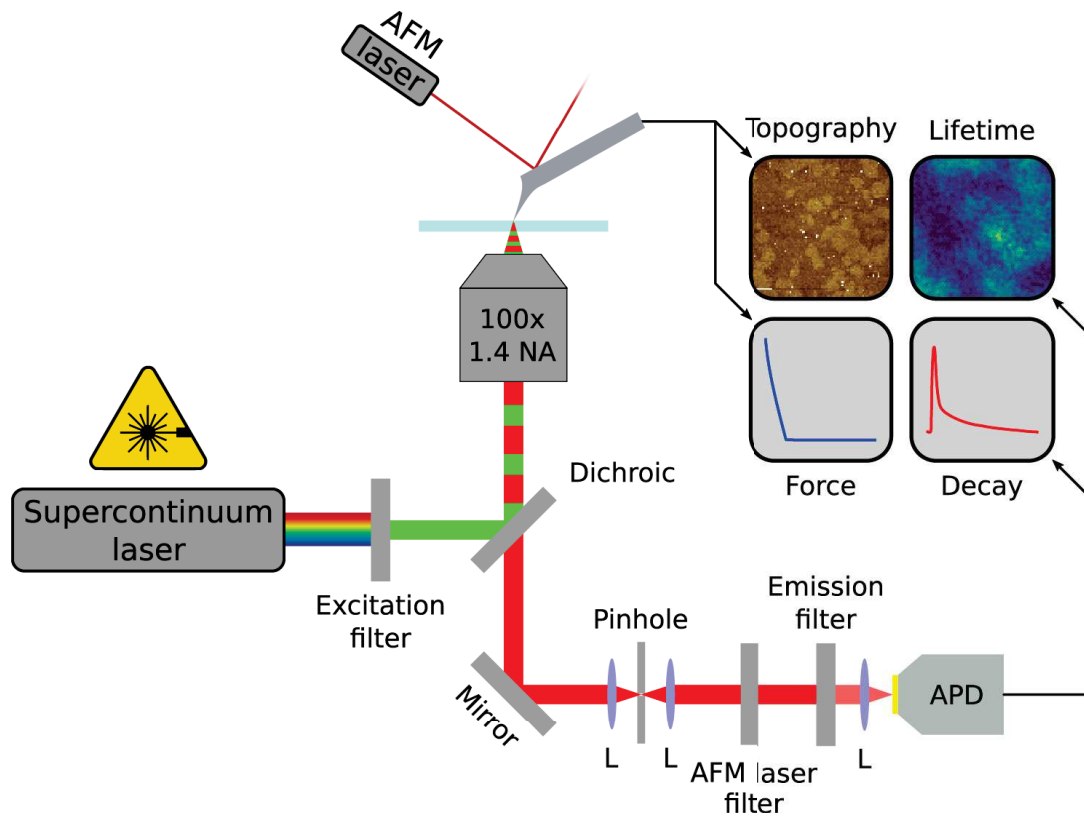 AFM
laser
Topography
Lifetime
100x
1.4 NA
Force
Decay
Dichroic
Supercontinuum
laser
Excitation
filter
Emission
filter
Pinhole
Mirror
APD
L
L
L
AFM laser
filter